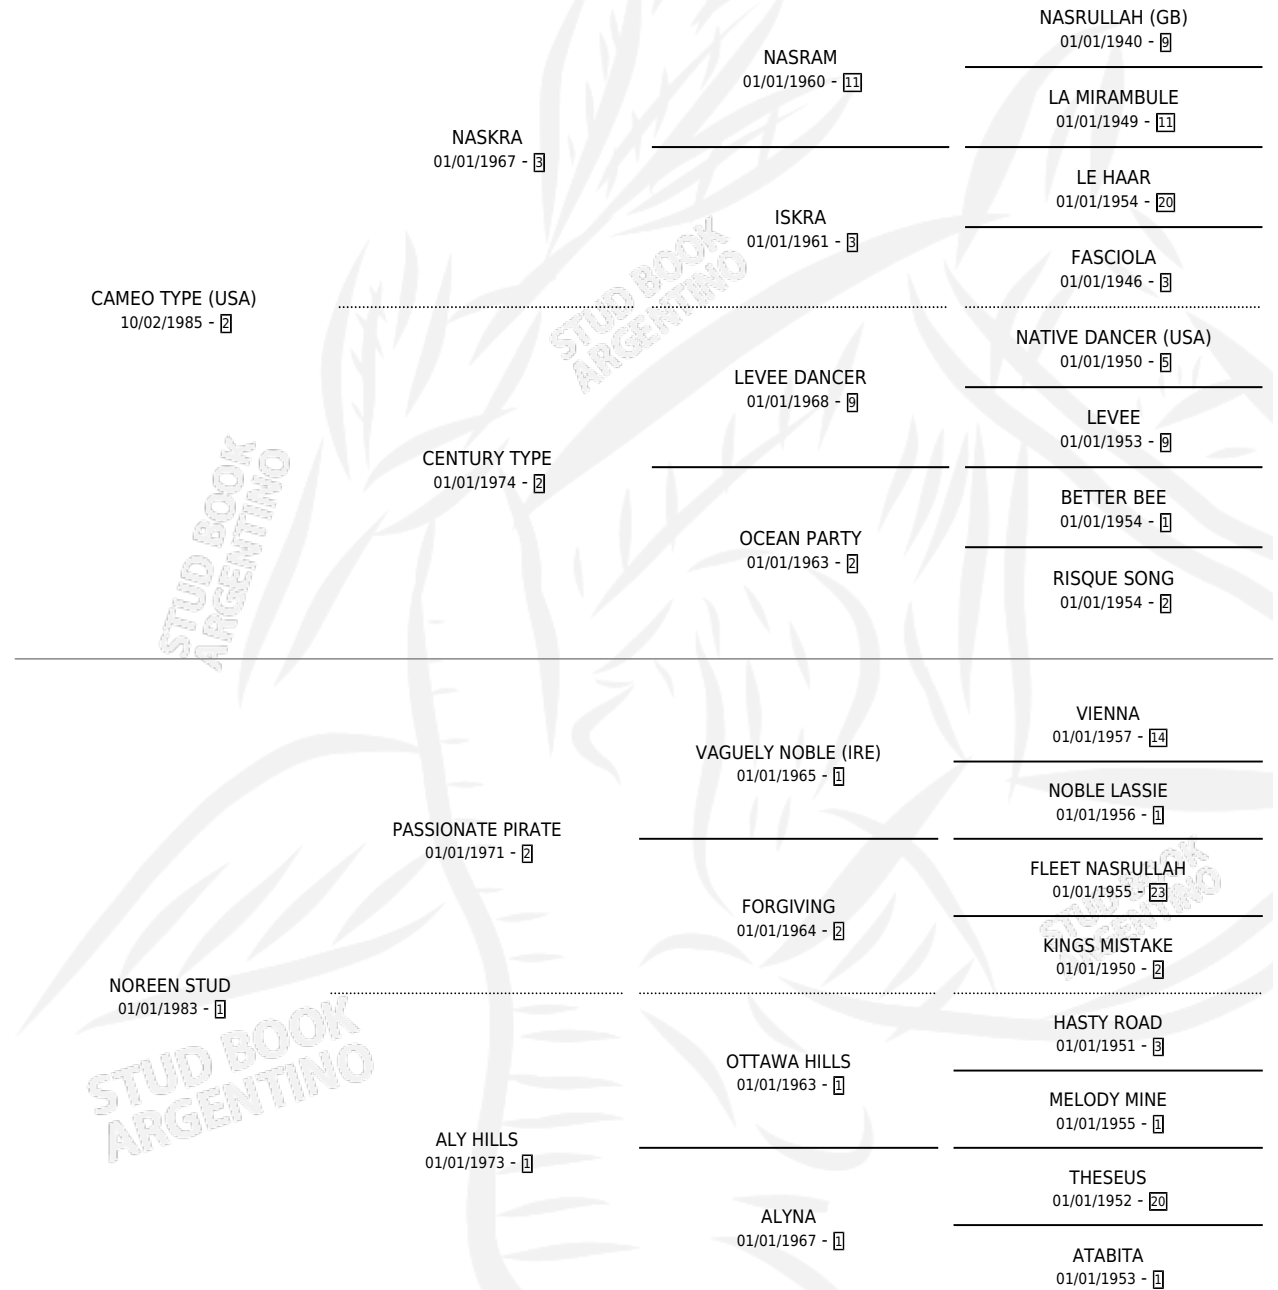 NASRULLAH (GB)
01/01/1940 - 9
NASRAM
01/01/1960 - 11
LA MIRAMBULE
01/01/1949 - 11
NASKRA
01/01/1967 - 3
LE HAAR
01/01/1954 - 20
ISKRA
01/01/1961 - 3
FASCIOLA
01/01/1946 - 3
CAMEO TYPE (USA)
10/02/1985 - 2
STUD BOOK
ARGENTINO
NATIVE DANCER (USA)
01/01/1950 - 5
LEVEE DANCER
01/01/1968 - 9
LEVEE
01/01/1953 - 9
CENTURY TYPE
01/01/1974 - 2
BETTER BEE
01/01/1954 - 1
OCEAN PARTY
01/01/1963 - 2
RISQUE SONG
01/01/1954 - 2
STUD BOOK
ARGENTINO
VIENNA
01/01/1957 - 14
VAGUELY NOBLE (IRE)
01/01/1965 - 1
NOBLE LASSIE
01/01/1956 - 1
PASSIONATE PIRATE
01/01/1971 - 2
FLEET NASRULLAH
01/01/1955 - 23
STUD BOOK
ARGENTINO
FORGIVING
01/01/1964 - 2
KINGS MISTAKE
01/01/1950 - 2
NOREEN STUD
01/01/1983 - 1
STUD BOOK
ARGENTINO
HASTY ROAD
01/01/1951 - 3
OTTAWA HILLS
01/01/1963 - 1
MELODY MINE
01/01/1955 - 1
ALY HILLS
01/01/1973 - 1
THESEUS
01/01/1952 - 20
ALYNA
01/01/1967 - 1
ATABITA
01/01/1953 - 1